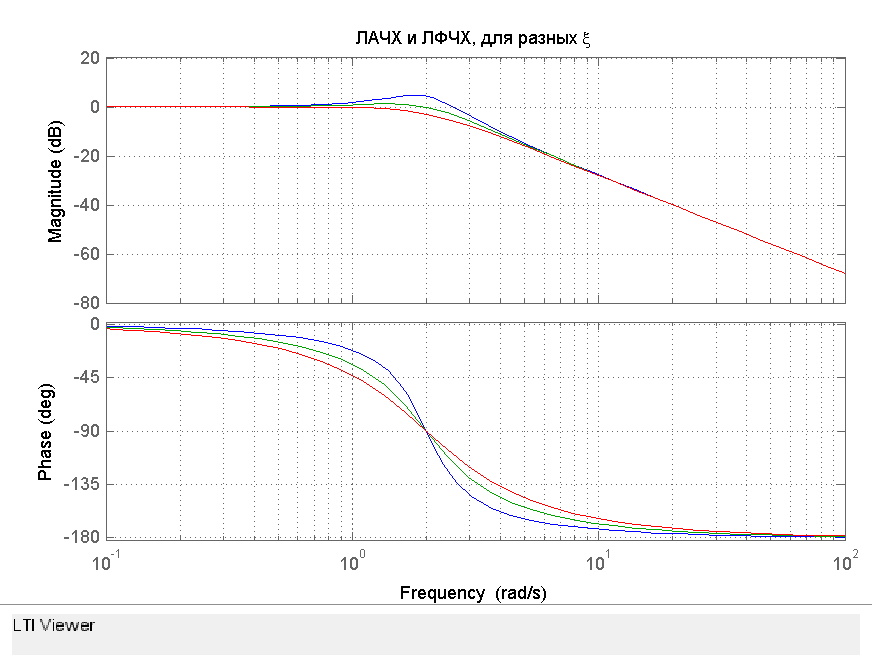 ЛАЧХ и ЛФЧХ, для разных ξ
20
0
-20
-40
-60
-80
Magnitude (dB)
0
-45
-90
-135
-180
Phase (deg)
10^-1 10^0 10^1 10^2
Frequency (rad/s)
LTI Viewer